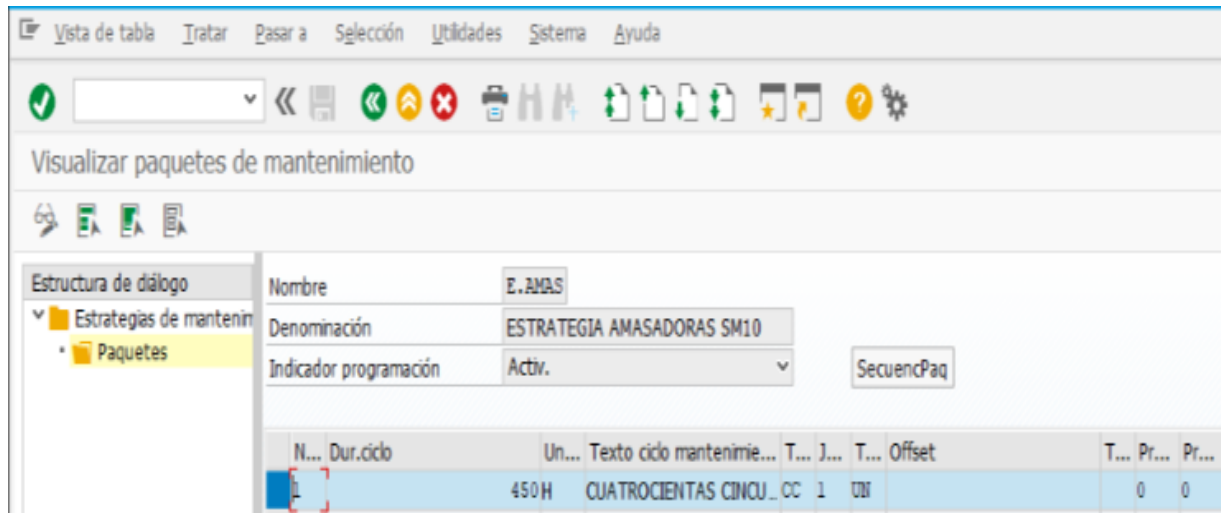 Vista de tabla Tratar Pasar a Selección Utilidades Sistema Ayuda
Visualizar paquetes de mantenimiento
Estructura de diálogo
Estrategias de mantenim
Paquetes
Nombre E.AMAS
Denominación ESTRATEGIA AMASADORAS SM10
Indicador programación Activ. SecuencPaq
N... Dur.ciclo Un... Texto ciclo mantenimie... T... J... T... Offset T... Pr... Pr...
1 450 H CUATROCIENTAS CINCU… CC 1 UN 0 0